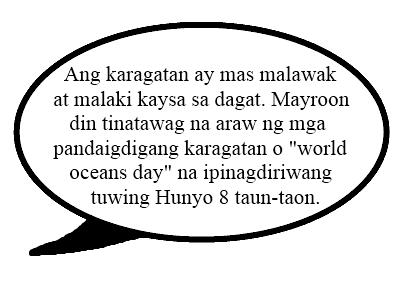 Ang karagatan ay mas malawak
at malaki kaysa sa dagat. Mayroon
din tinatawag na araw ng mga
pandaigdigang karagatan o "world
oceans day" na ipinagdiriwang
tuwing Hunyo 8 taun-taon.